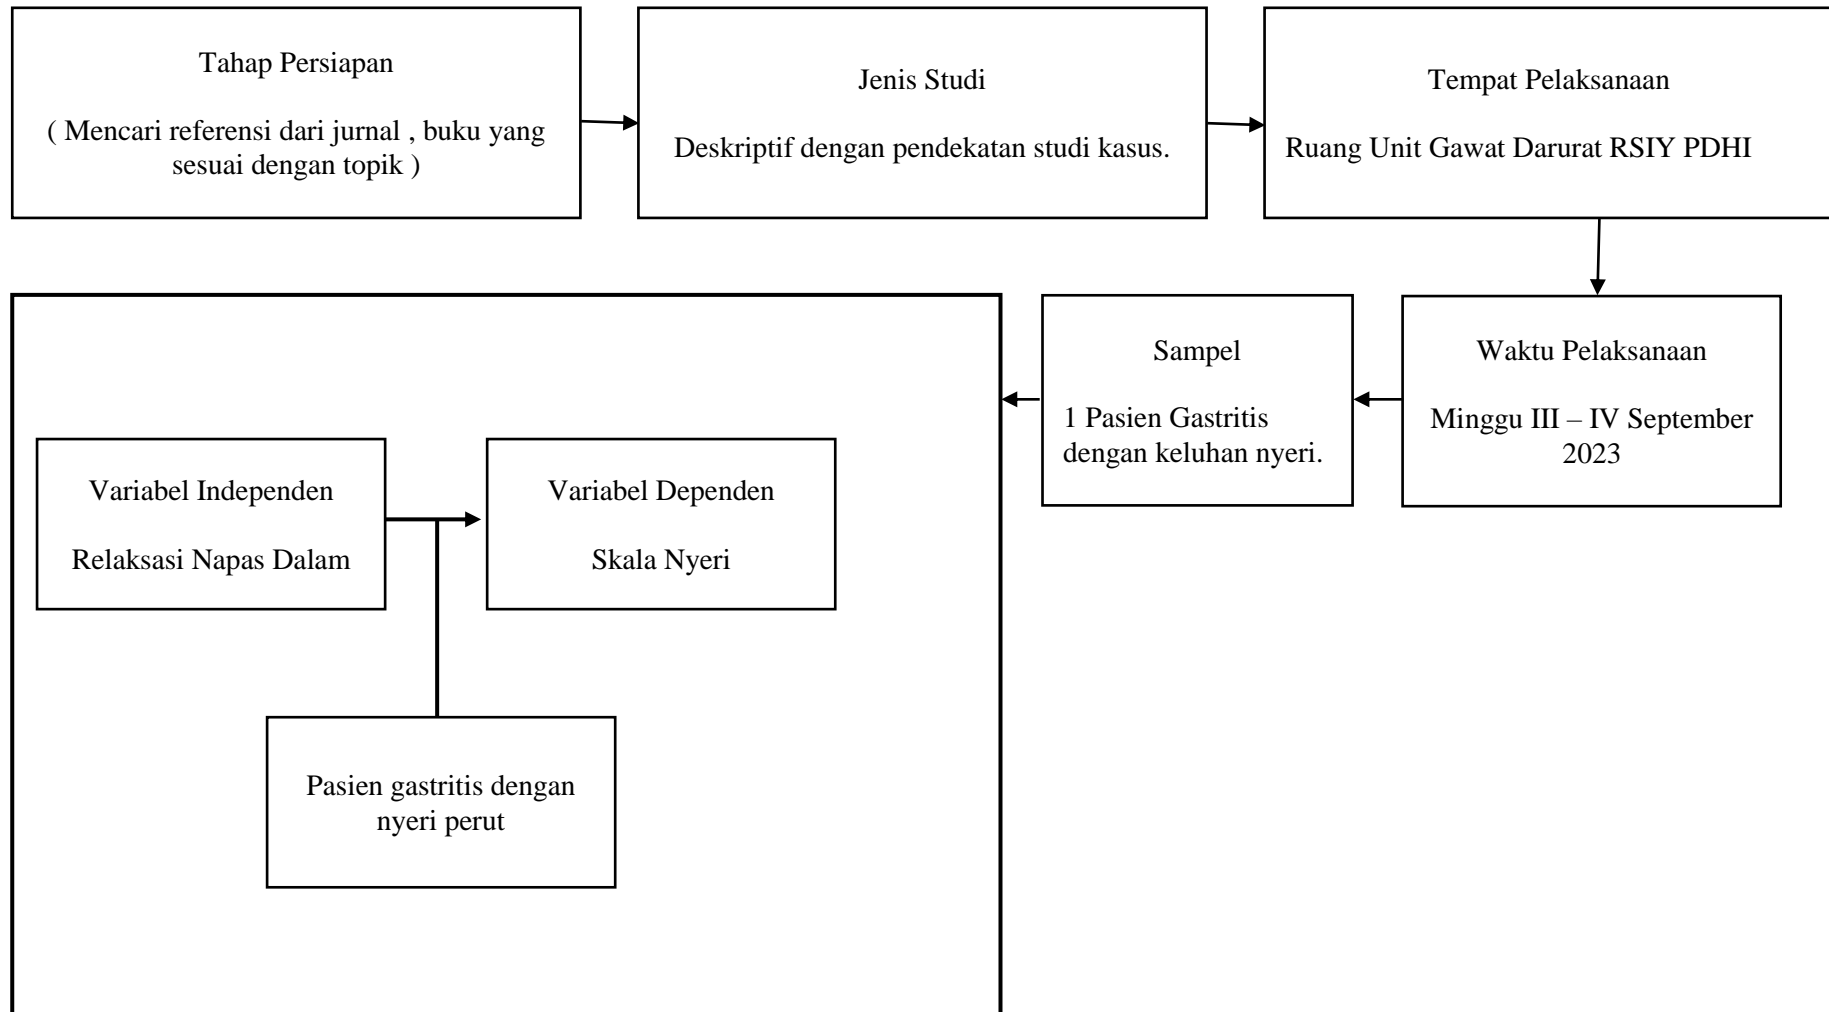 Tahap Persiapan
( Mencari referensi dari jurnal , buku yang
sesuai dengan topik )
Jenis Studi
Deskriptif dengan pendekatan studi kasus.
Tempat Pelaksanaan
Ruang Unit Gawat Darurat RSIY PDHI
Waktu Pelaksanaan
Minggu III – IV September
2023
Sampel
1 Pasien Gastritis
dengan keluhan nyeri.
Variabel Independen
Relaksasi Napas Dalam
Variabel Dependen
Skala Nyeri
Pasien gastritis dengan
nyeri perut